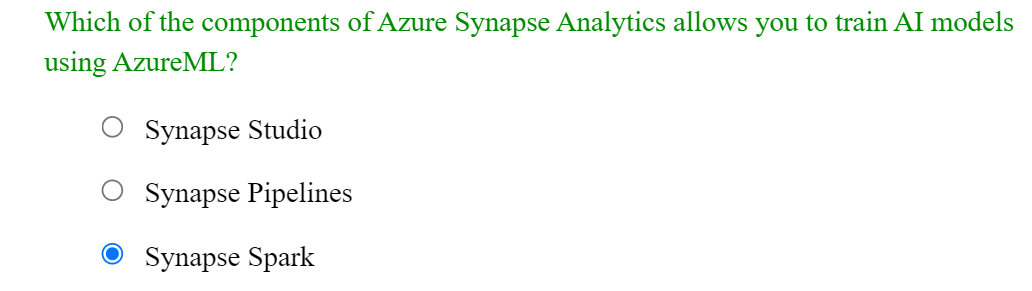 Which of the components of Azure Synapse Analytics allows you to train AI models
using AzureML?
Synapse Studio
Synapse Pipelines
Synapse Spark